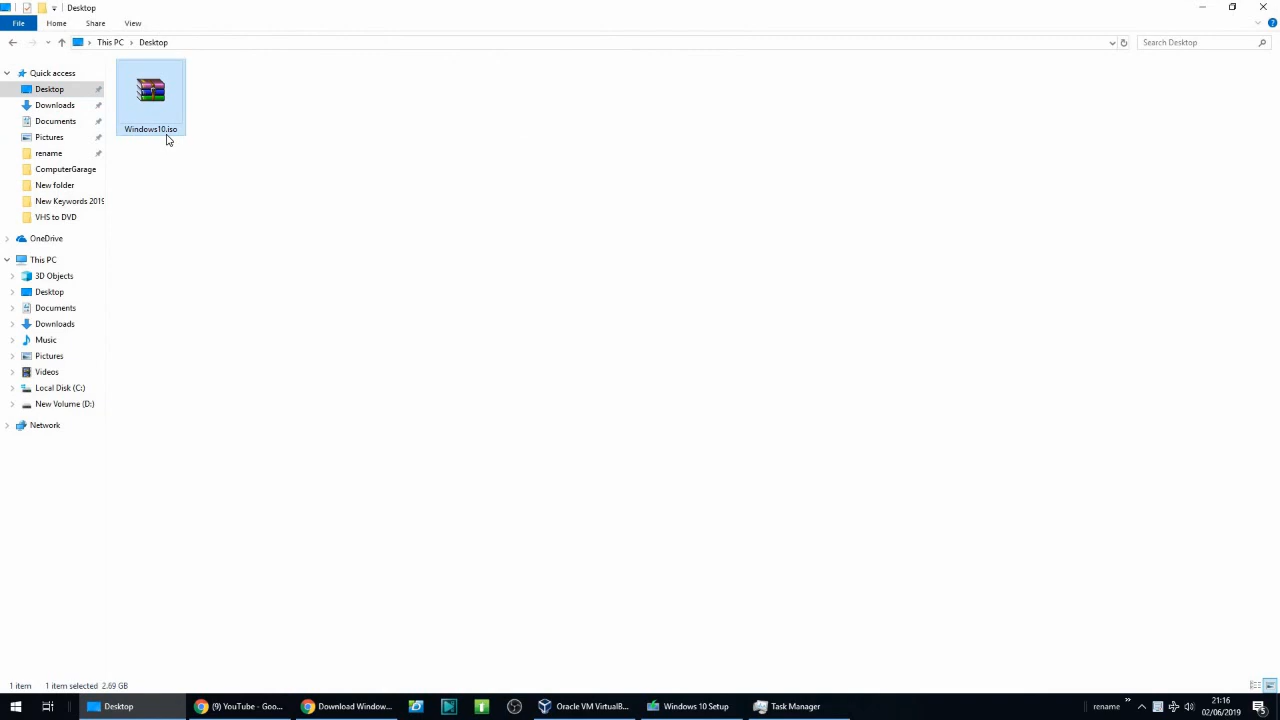 Desktop
File Home Share View
This PC Desktop
Search Desktop
Quick access
Desktop
Downloads
Documents
Pictures
rename
ComputerGarage
New folder
New Keywords 2019
VHS to DVD
OneDrive
This PC
3D Objects
Desktop
Documents
Downloads
Music
Pictures
Videos
Local Disk (C:)
New Volume (D:)
Network
Windows10.iso
1 item 1 item selected 2.69 GB
Desktop (9) YouTube - Goo... Download Window... Oracle VM VirtualB... Windows 10 Setup Task Manager rename » 21:16
02/06/2019
5